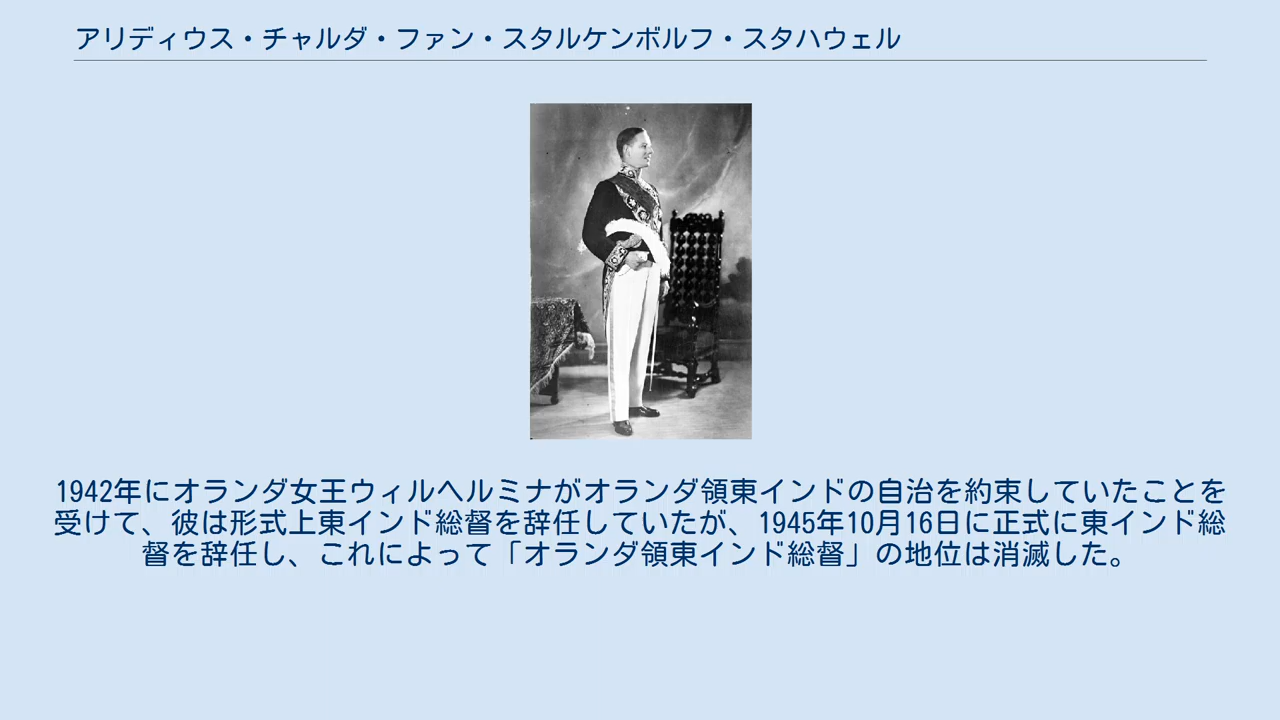 アリディウス・チャルダ・ファン・スタルケンボルフ・スタハウェル
1942年にオランダ女王ウィルヘルミナがオランダ領東インドの自治を約束していたことを
受けて、彼は形式上東インド総督を辞任していたが、1945年10月16日に正式に東インド総
督を辞任し、これによって「オランダ領東インド総督」の地位は消滅した。